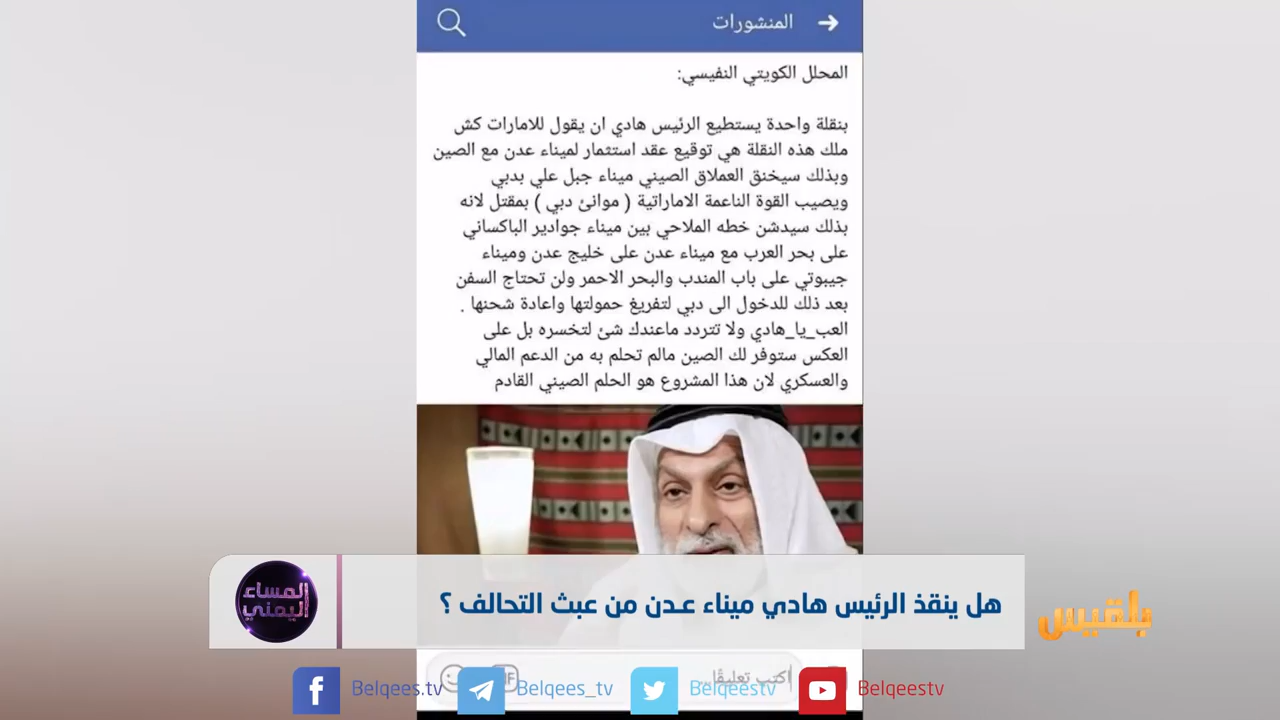 المنشورات
المحلل الكويتي النفيسي:
بنقلة واحدة يستطيع الرئيس هادي ان يقول للامارات كش
ملك هذه النقلة هي توقيع عقد استثمار لميناء عدن مع الصين
وبذلك سيخنق العملاق الصيني ميناء جبل علي بدبي
ويصيب القوة الناعمة الاماراتية ( موانئ دبي ) بمقتل لانه
بذلك سيدشن خطه الملاحي بين ميناء جوادير الباكساني
على بحر العرب مع ميناء عدن على خليج عدن وميناء
جيبوتي على باب المندب والبحر الاحمر ولن تحتاج السفن
بعد ذلك للدخول الى دبي لتفريغ حمولتها واعادة شحنها .
العب_يا_هادي ولا تتردد ماعندك شئ لتخسره بل على
العكس ستوفر لك الصين مالم تحلم به من الدعم المالي
والعسكري لان هذا المشروع هو الحلم الصيني القادم
هل ينقذ الرئيس هادي ميناء عـدن من عبث التحالف ؟
المساء
اليمني
بلقيس
اكتب تعليقًا...
Belqees.tv
Belqees_tv
Belqeestv
Belqeestv